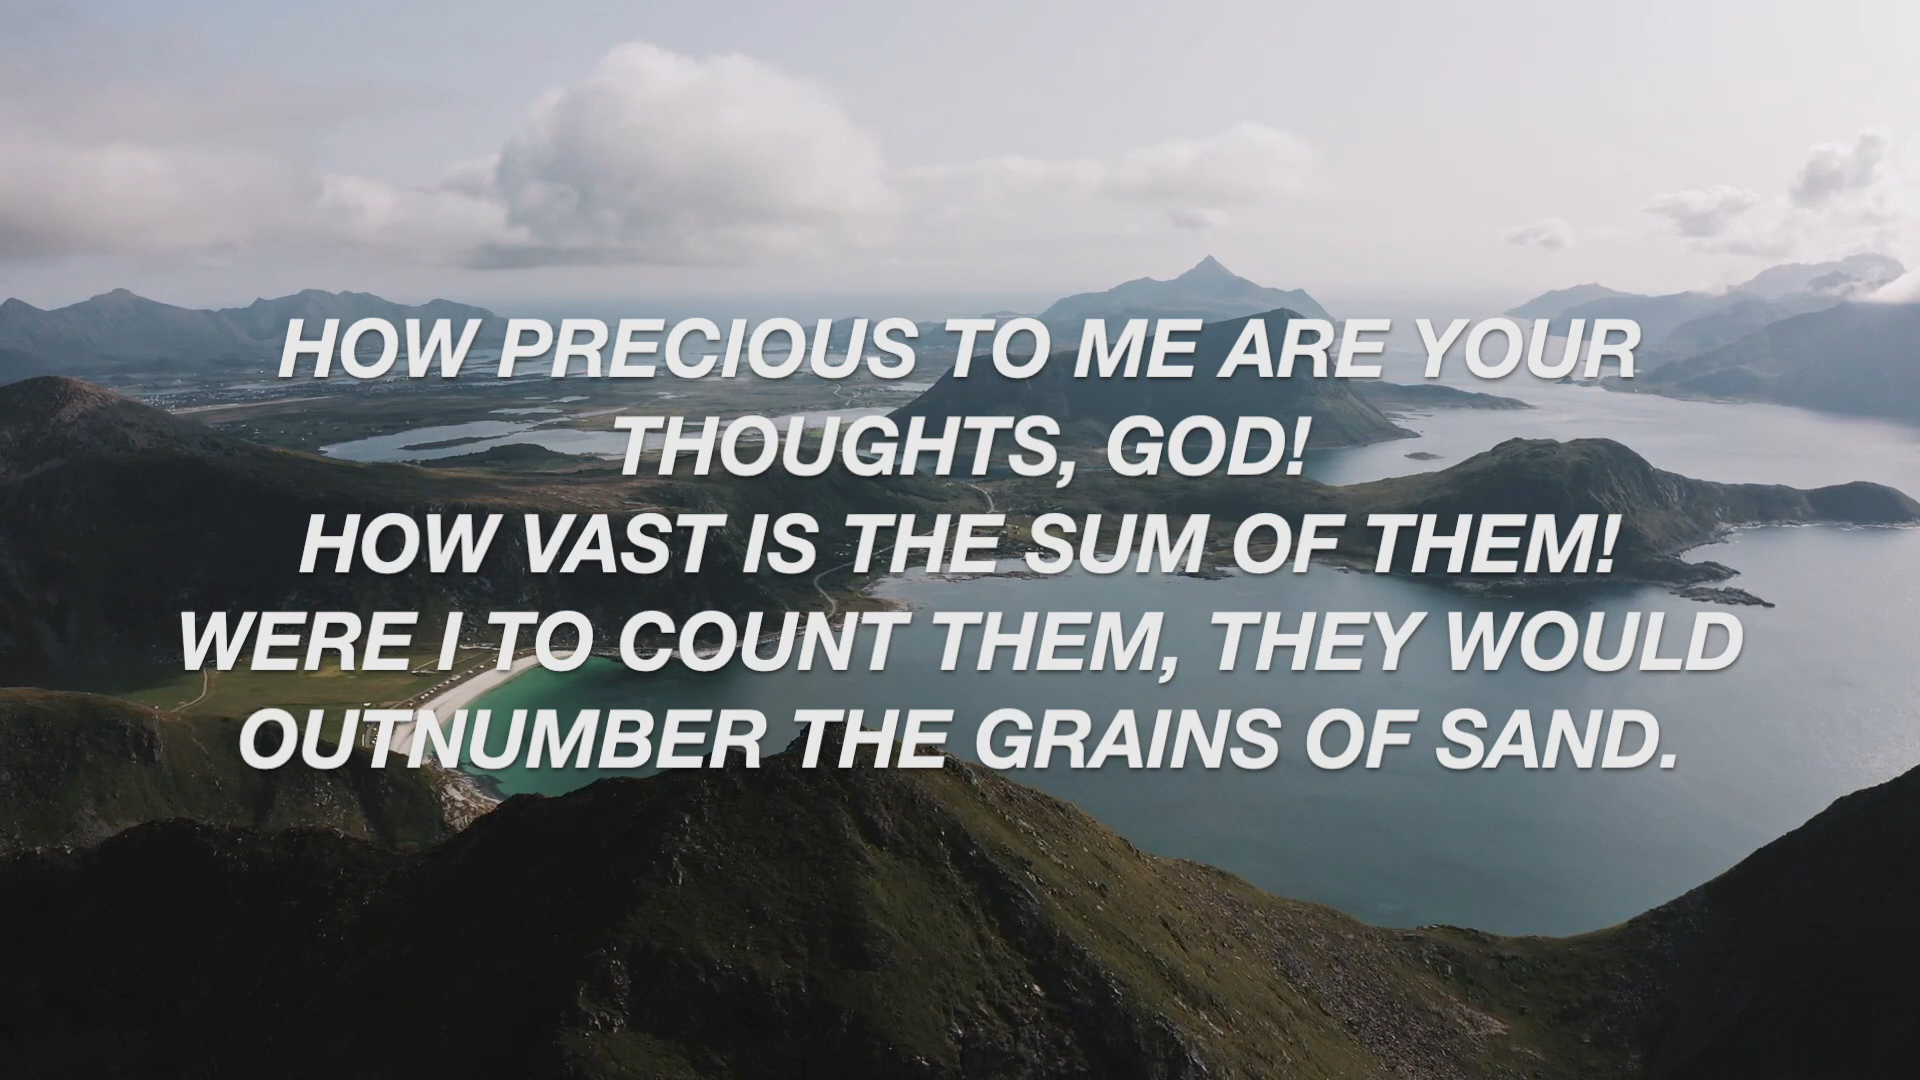 HOW PRECIOUS TO ME ARE YOUR
THOUGHTS, GOD!
HOW VAST IS THE SUM OF THEM!
WERE I TO COUNT THEM, THEY WOULD
OUTNUMBER THE GRAINS OF SAND.